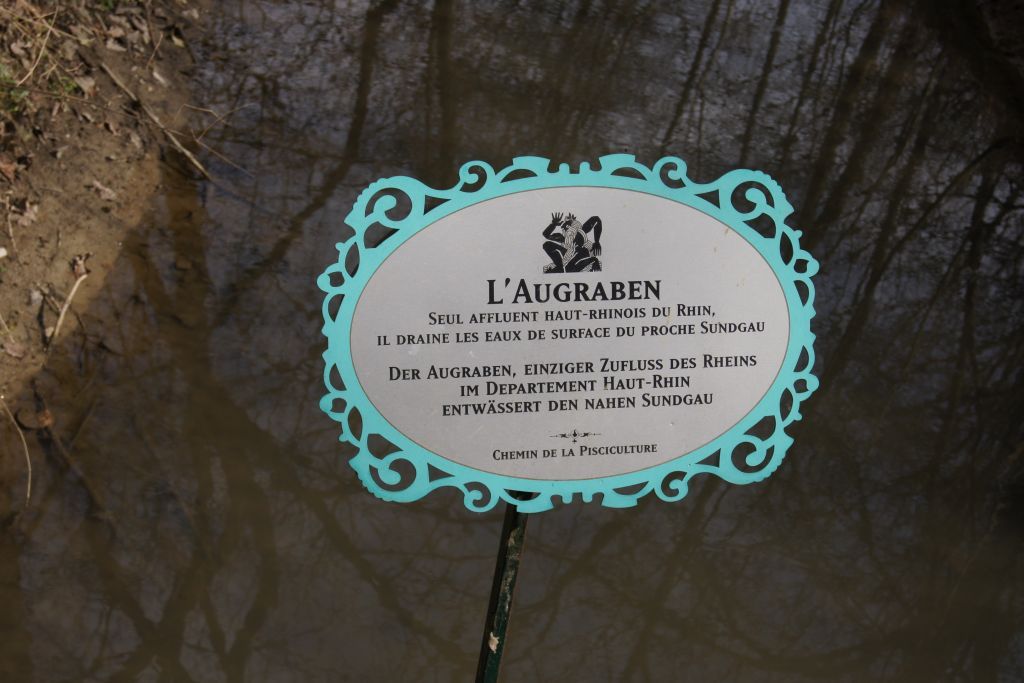 L'Augraben
Seul affluent haut-rhinois du Rhin,
il draine les eaux de surface du proche Sundgau
Der Augraben, einziger Zufluss des Rheins
im Departement Haut-Rhin
entwässert den nahen Sundgau
Chemin de la Pisciculture